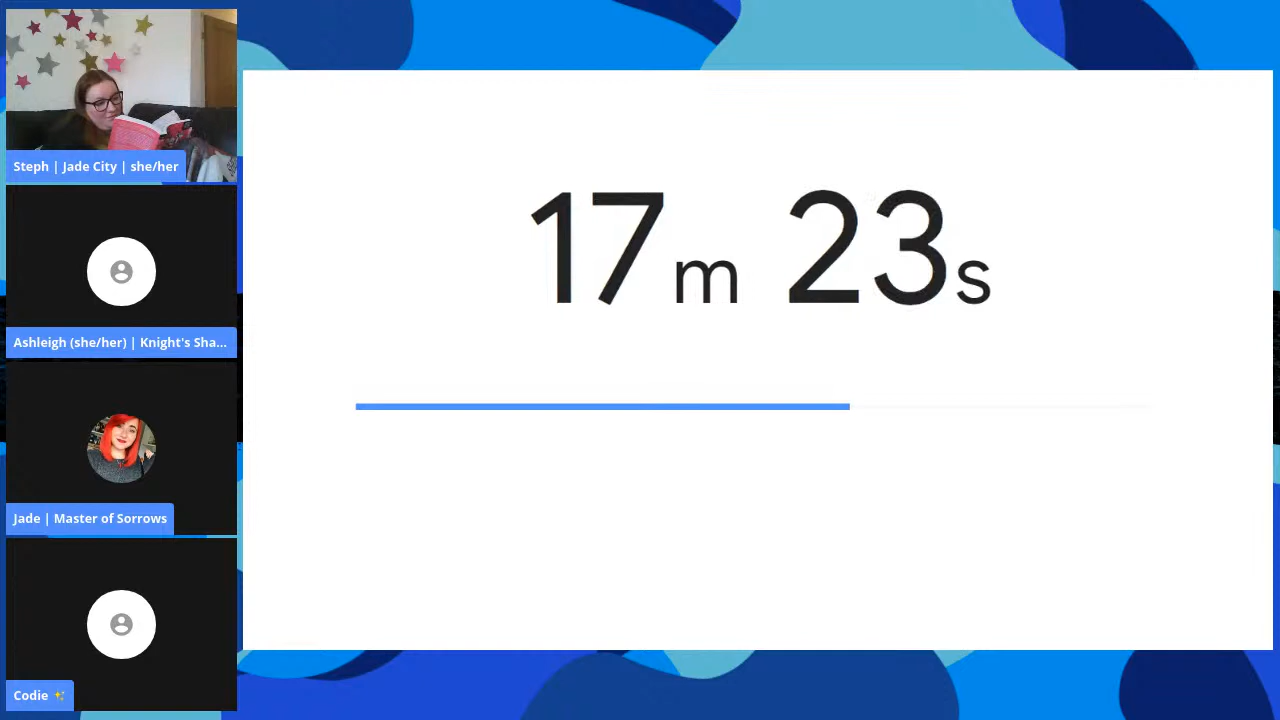 Steph | Jade City | she/her
Ashleigh (she/her) | Knight's Sha...
Jade | Master of Sorrows
Codie ✨
17m 23s